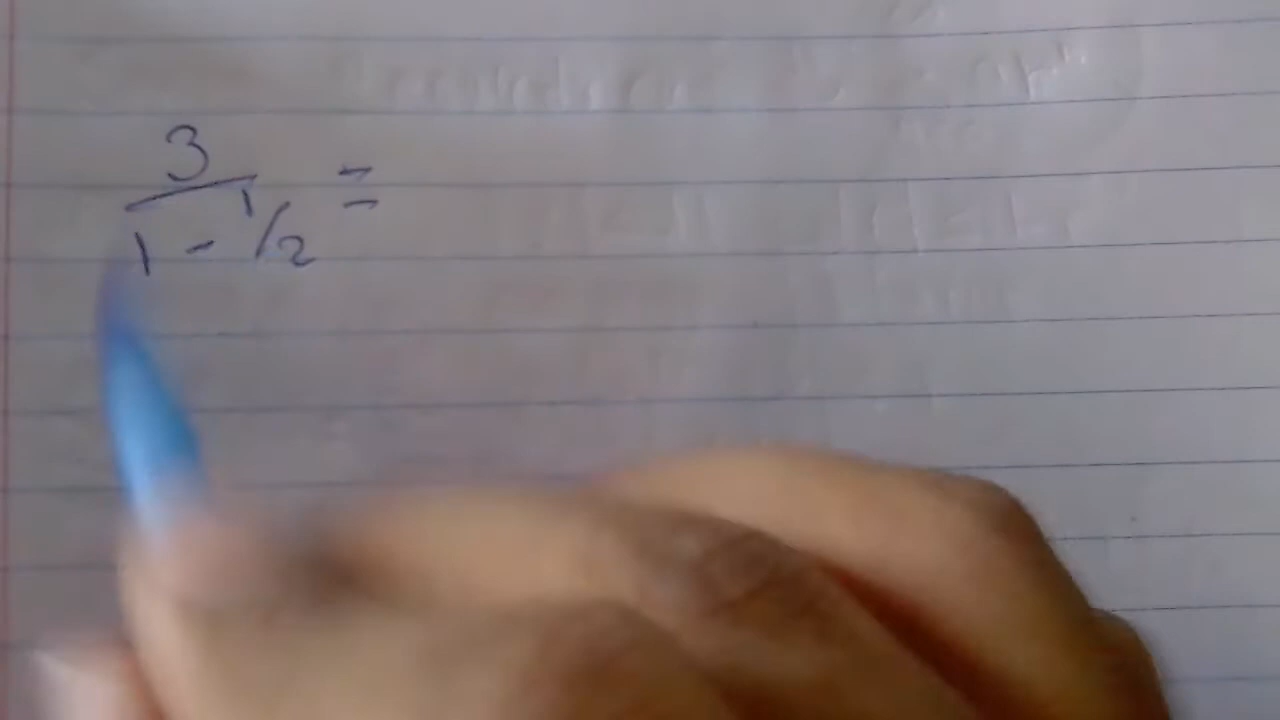 3
1 - 1/2 =